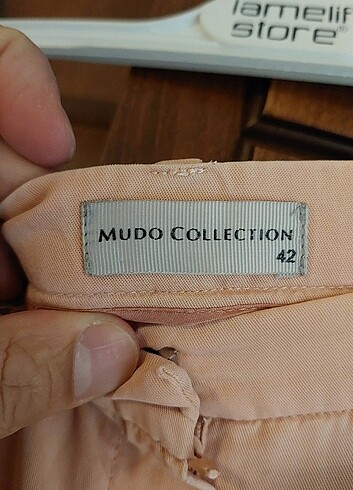 lamelif
store
MUDO COLLECTION
42